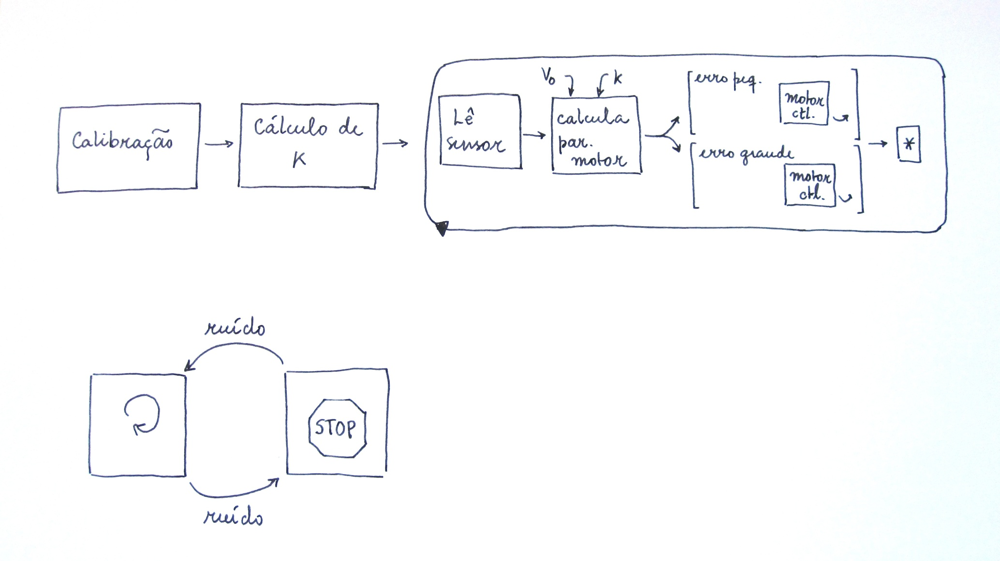 Calibração
Cálculo de
K
Lê
sensor
V₀
k
calcula
par.
motor
erro peq.
motor
ctl.
erro grande
motor
ctl.
*
ruído
STOP
ruído